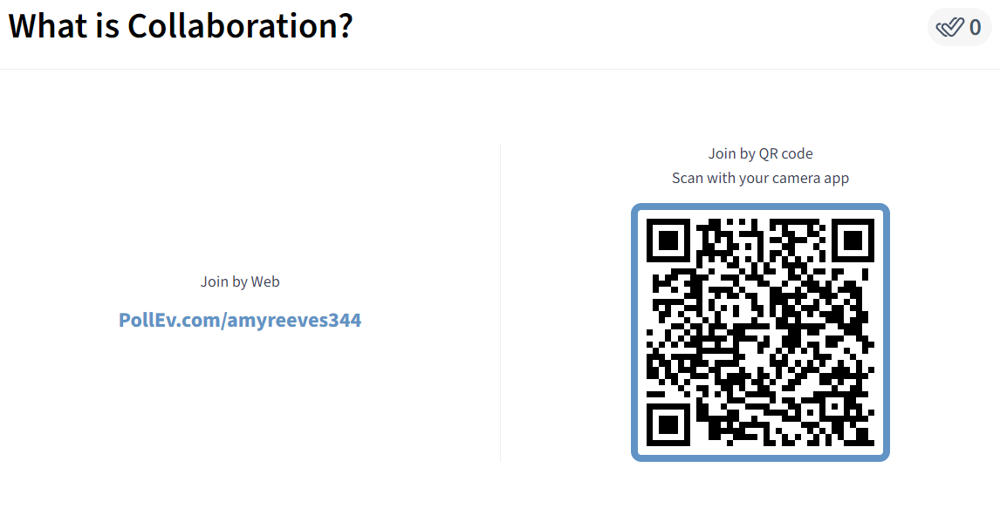 What is Collaboration?
0
Join by Web
PollEv.com/amyreeves344
Join by QR code
Scan with your camera app